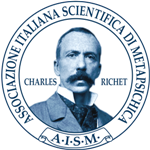 ASSOCIAZIONE ITALIANA SCIENTIFICA DI METAPSICHICA
CHARLES RICHET
A.I.S.M.